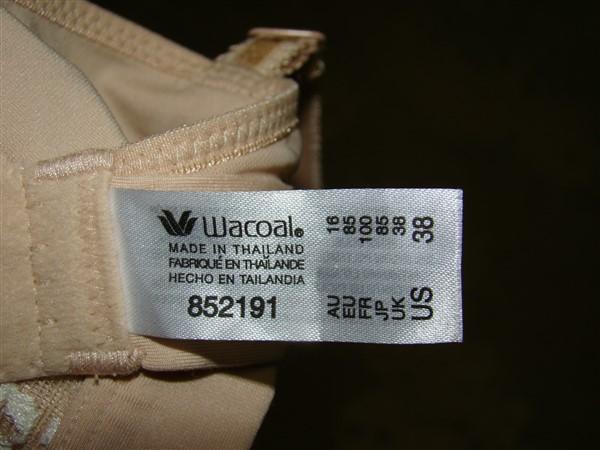 Wacoal®
MADE IN THAILAND
FABRIQUÉ EN THAÏLANDE
HECHO EN TAILANDIA
852191
AU 16
EU 85
FR 100
JP 85
UK 38
US 38